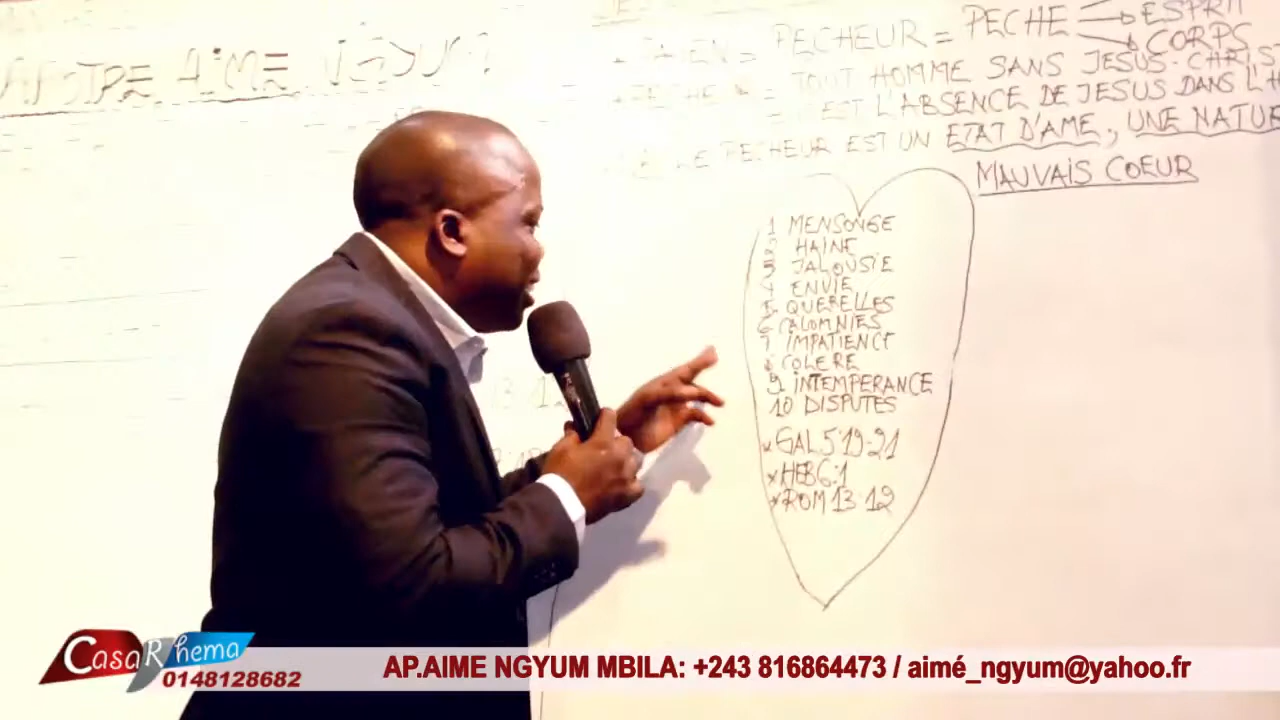 APOTRE AIME NGYUM
PECHEUR = PECHE ESPRIT
CORPS
= TOUT HOMME SANS JESUS-CHRIST
EST L'ABSENCE DE JESUS DANS L'H
LE PECHEUR EST UN ETAT D'AME, UNE NATURE
MAUVAIS COEUR
1 MENSONGE
2 HAINE
3 JALOUSIE
4 ENVIE
5 QUERELLES
6 CALOMNIES
7 IMPATIENCE
8 COLERE
9 INTEMPERANCE
10 DISPUTES
* GAL 5:19-21
* HEB 6:1
* ROM 13:12
CasaRhema
0148128682
AP.AIME NGYUM MBILA: +243 816864473 / aimé_ngyum@yahoo.fr